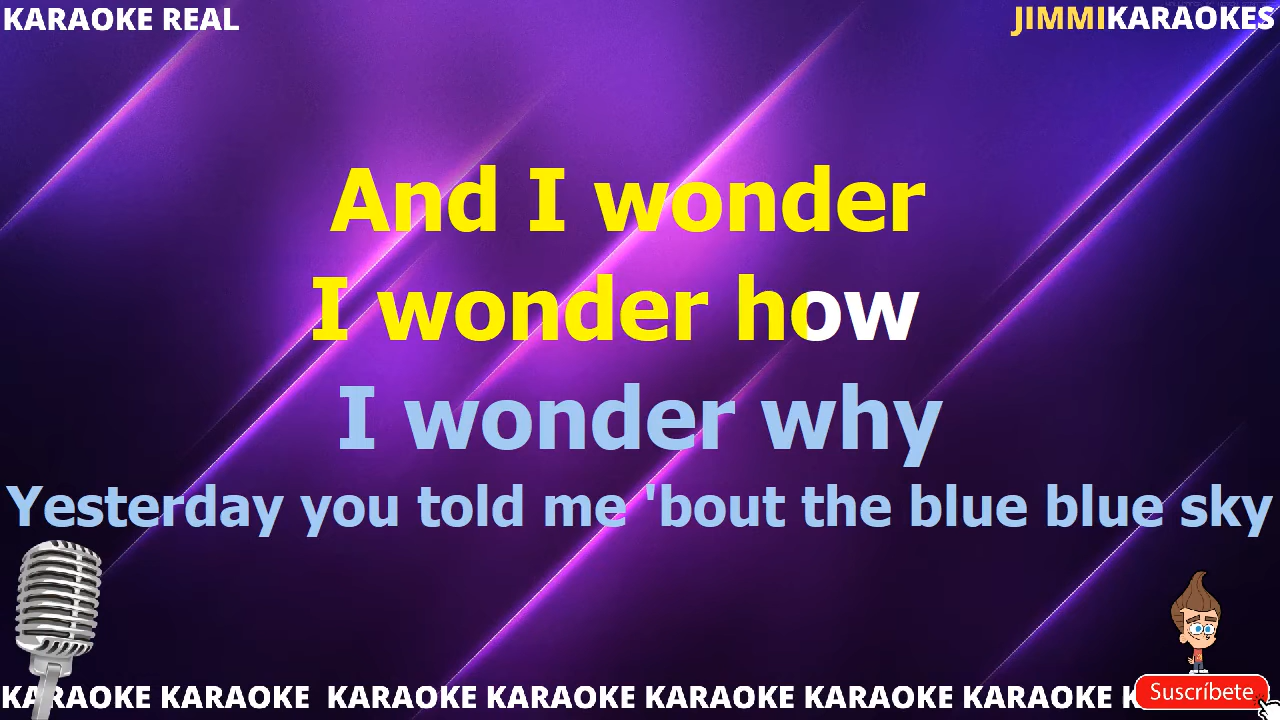 KARAOKE REAL
JIMMIKARAOKES
And I wonder
I wonder how
I wonder why
Yesterday you told me 'bout the blue blue sky
KARAOKE KARAOKE KARAOKE KARAOKE KARAOKE KARAOKE KARAOKE K
Suscríbete